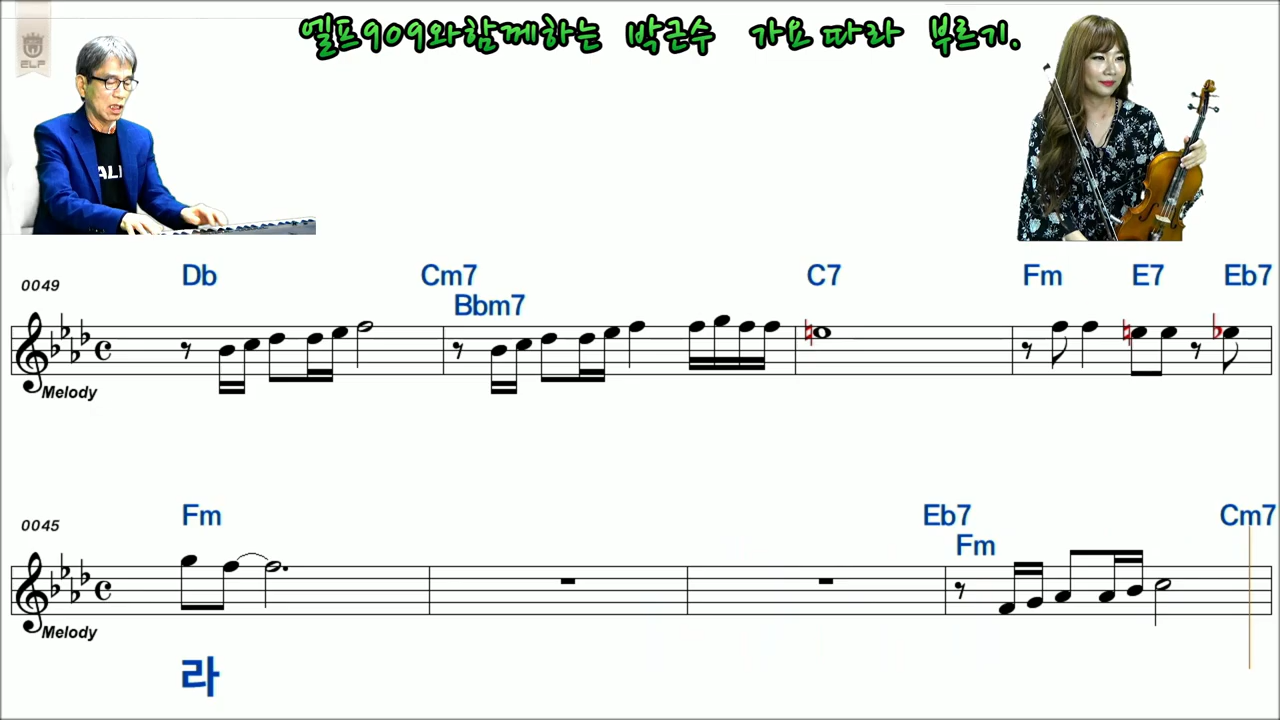 엘프909와함께하는 박근수 가요 따라 부르기.
ELF
ALI
0049 Db Cm7 Bbm7 C7 Fm E7 Eb7
Melody
0045 Fm Eb7 Fm Cm7
Melody
라